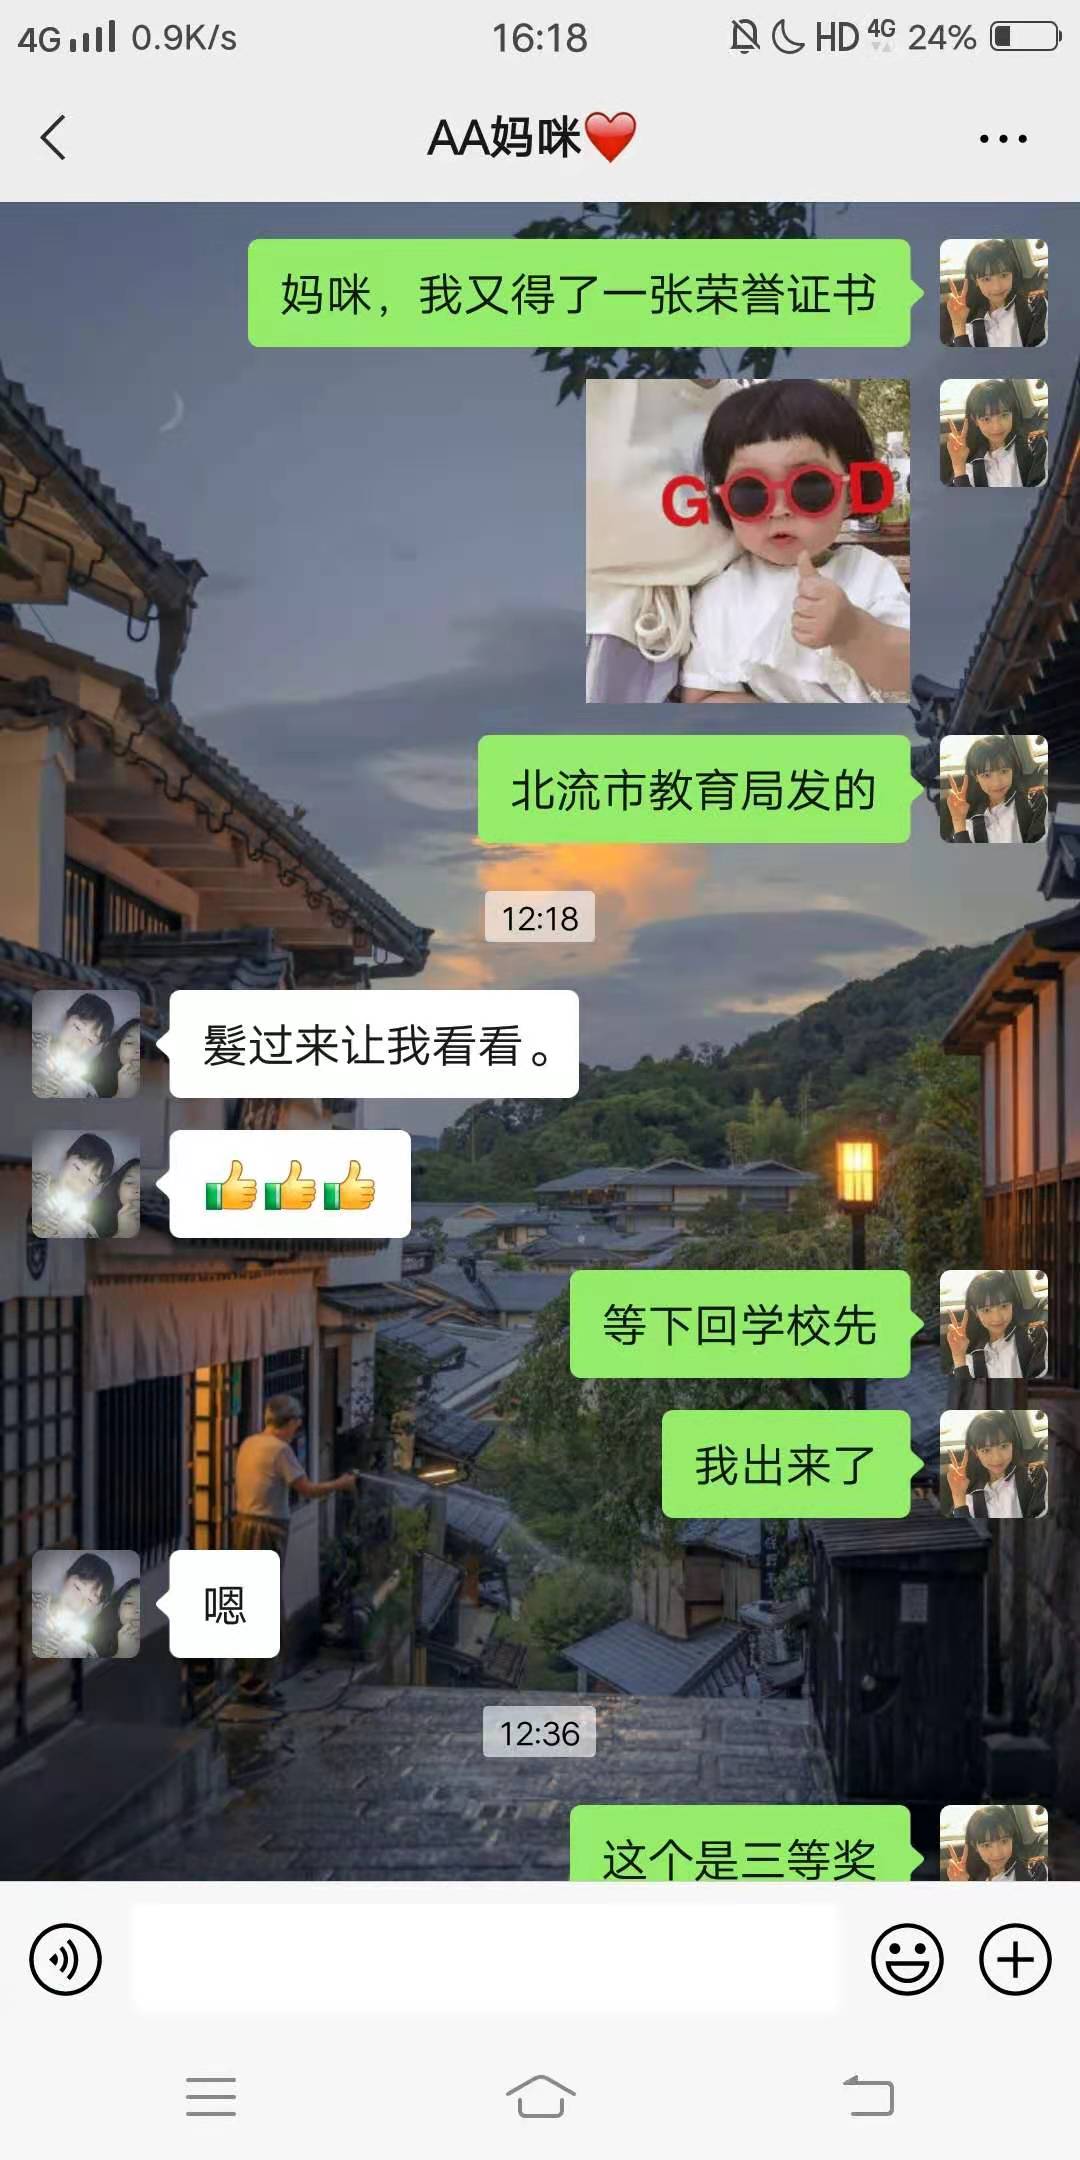 4G 0.9K/s 16:18 HD 4G 24%
AA妈咪❤️
妈咪，我又得了一张荣誉证书
GOOD
北流市教育局发的
12:18
髮过来让我看看。
👍👍👍
等下回学校先
我出来了
嗯
12:36
这个是三等奖